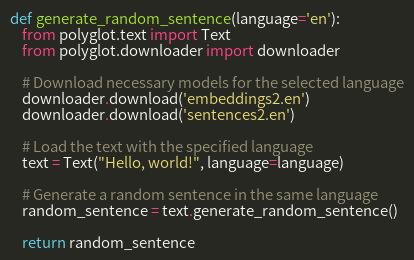 def generate_random_sentence(language='en'):
from polyglot.text import Text
from polyglot.downloader import downloader
# Download necessary models for the selected language
downloader.download('embeddings2.en')
downloader.download('sentences2.en')
# Load the text with the specified language
text = Text("Hello, world!", language=language)
# Generate a random sentence in the same language
random_sentence = text.generate_random_sentence()
return random_sentence